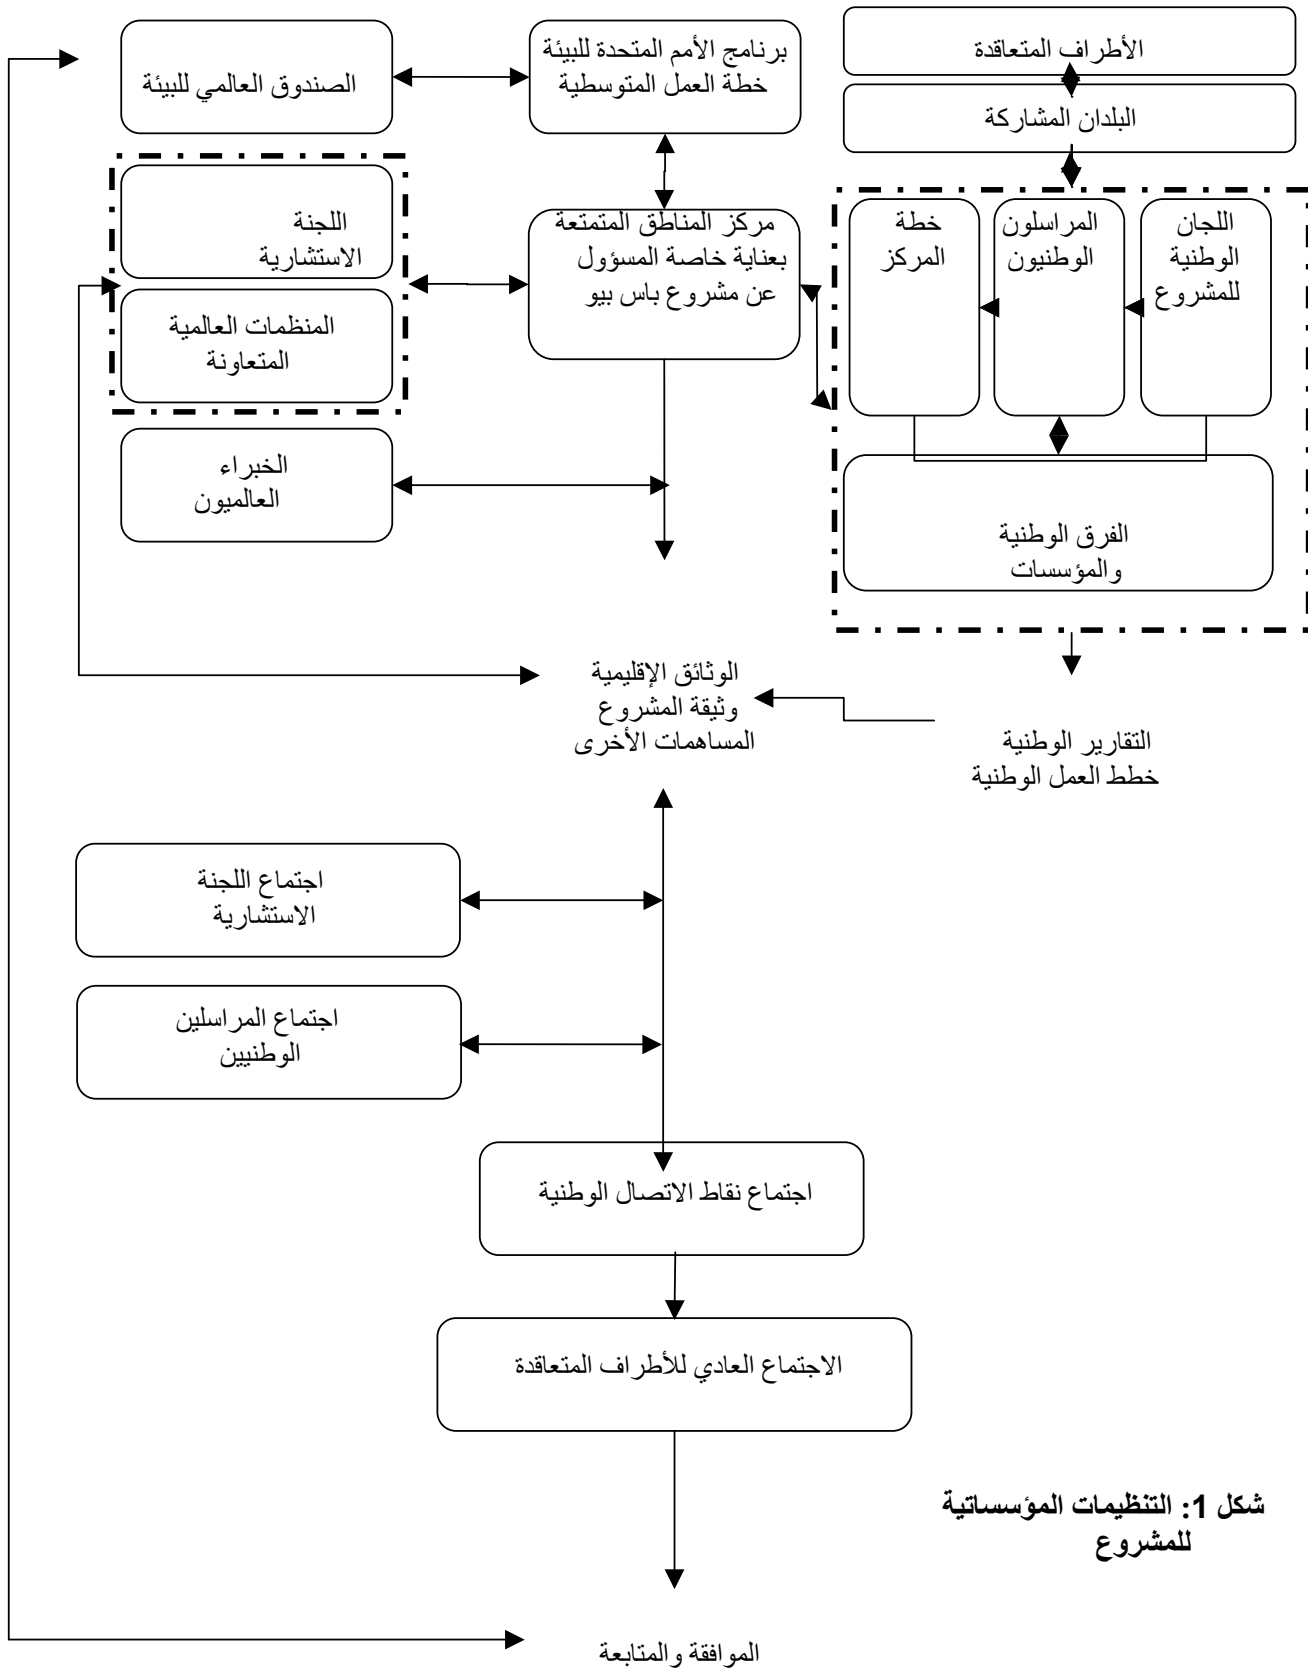 الأطراف المتعاقدة
البلدان المشاركة
برنامج الأمم المتحدة للبيئة
خطة العمل المتوسطية
الصندوق العالمي للبيئة
اللجان
الوطنية
للمشروع
المراسلون
الوطنيون
خطة
المركز
مركز المناطق المتمتعة
بعناية خاصة المسؤول
عن مشروع باس بيو
اللجنة
الاستشارية
المنظمات العالمية
المتعاونة
الخبراء
العالميون
الفرق الوطنية
والمؤسسات
الوثائق الإقليمية
وثيقة المشروع
المساهمات الأخرى
التقارير الوطنية
خطط العمل الوطنية
اجتماع اللجنة
الاستشارية
اجتماع المراسلين
الوطنيين
اجتماع نقاط الاتصال الوطنية
الاجتماع العادي للأطراف المتعاقدة
شكل 1: التنظيمات المؤسساتية
للمشروع
الموافقة والمتابعة